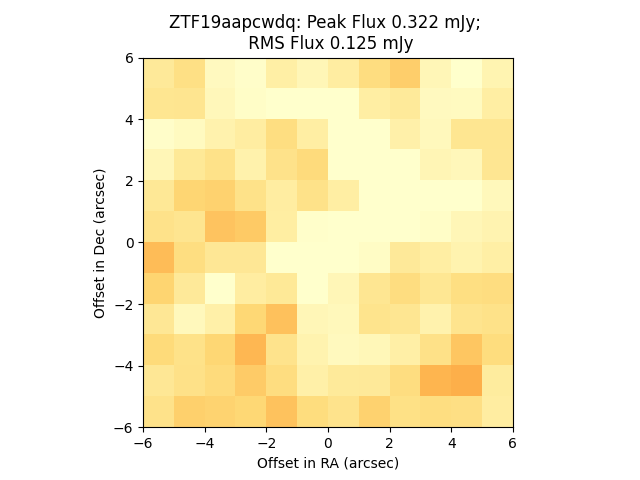 ZTF19aapcwdq: Peak Flux 0.322 mJy;
RMS Flux 0.125 mJy
6
4
2
0
−2
−4
−6
Offset in Dec (arcsec)
−6 −4 −2 0 2 4 6
Offset in RA (arcsec)